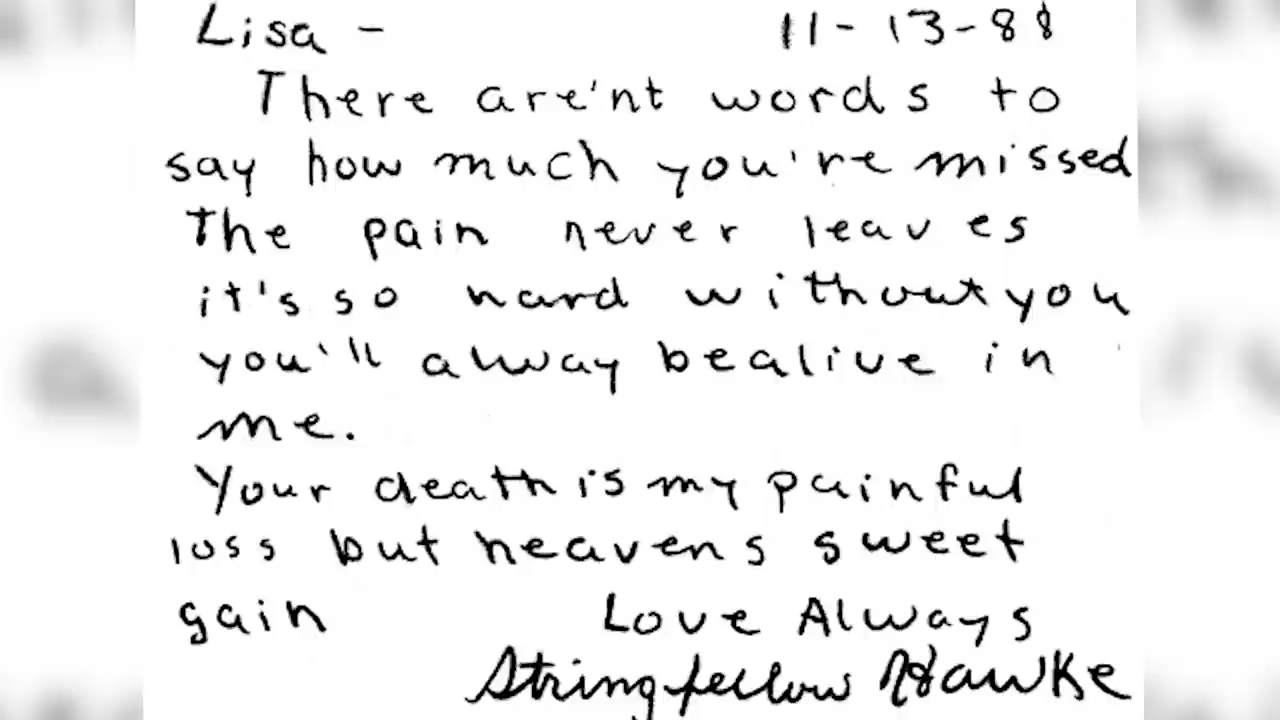 Lisa - 11-13-88
There are'nt words to
say how much you're missed
The pain never leaves
it's so hard without you
you'll alway be alive in
me.
Your death is my painful
loss but heavens sweet
gain Love Always
Stringfellow Hawke